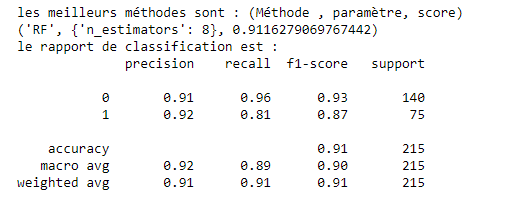 les meilleurs méthodes sont : (Méthode , paramètre, score)
('RF', {'n_estimators': 8}, 0.9116279069767442)
le rapport de classification est :
precision recall f1-score support
0 0.91 0.96 0.93 140
1 0.92 0.81 0.87 75
accuracy 0.91 215
macro avg 0.92 0.89 0.90 215
weighted avg 0.91 0.91 0.91 215